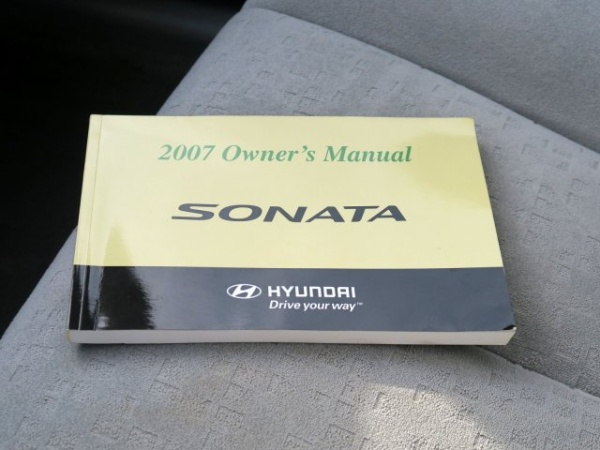 2007 Owner's Manual
SONATA
HYUNDAI
Drive your way™